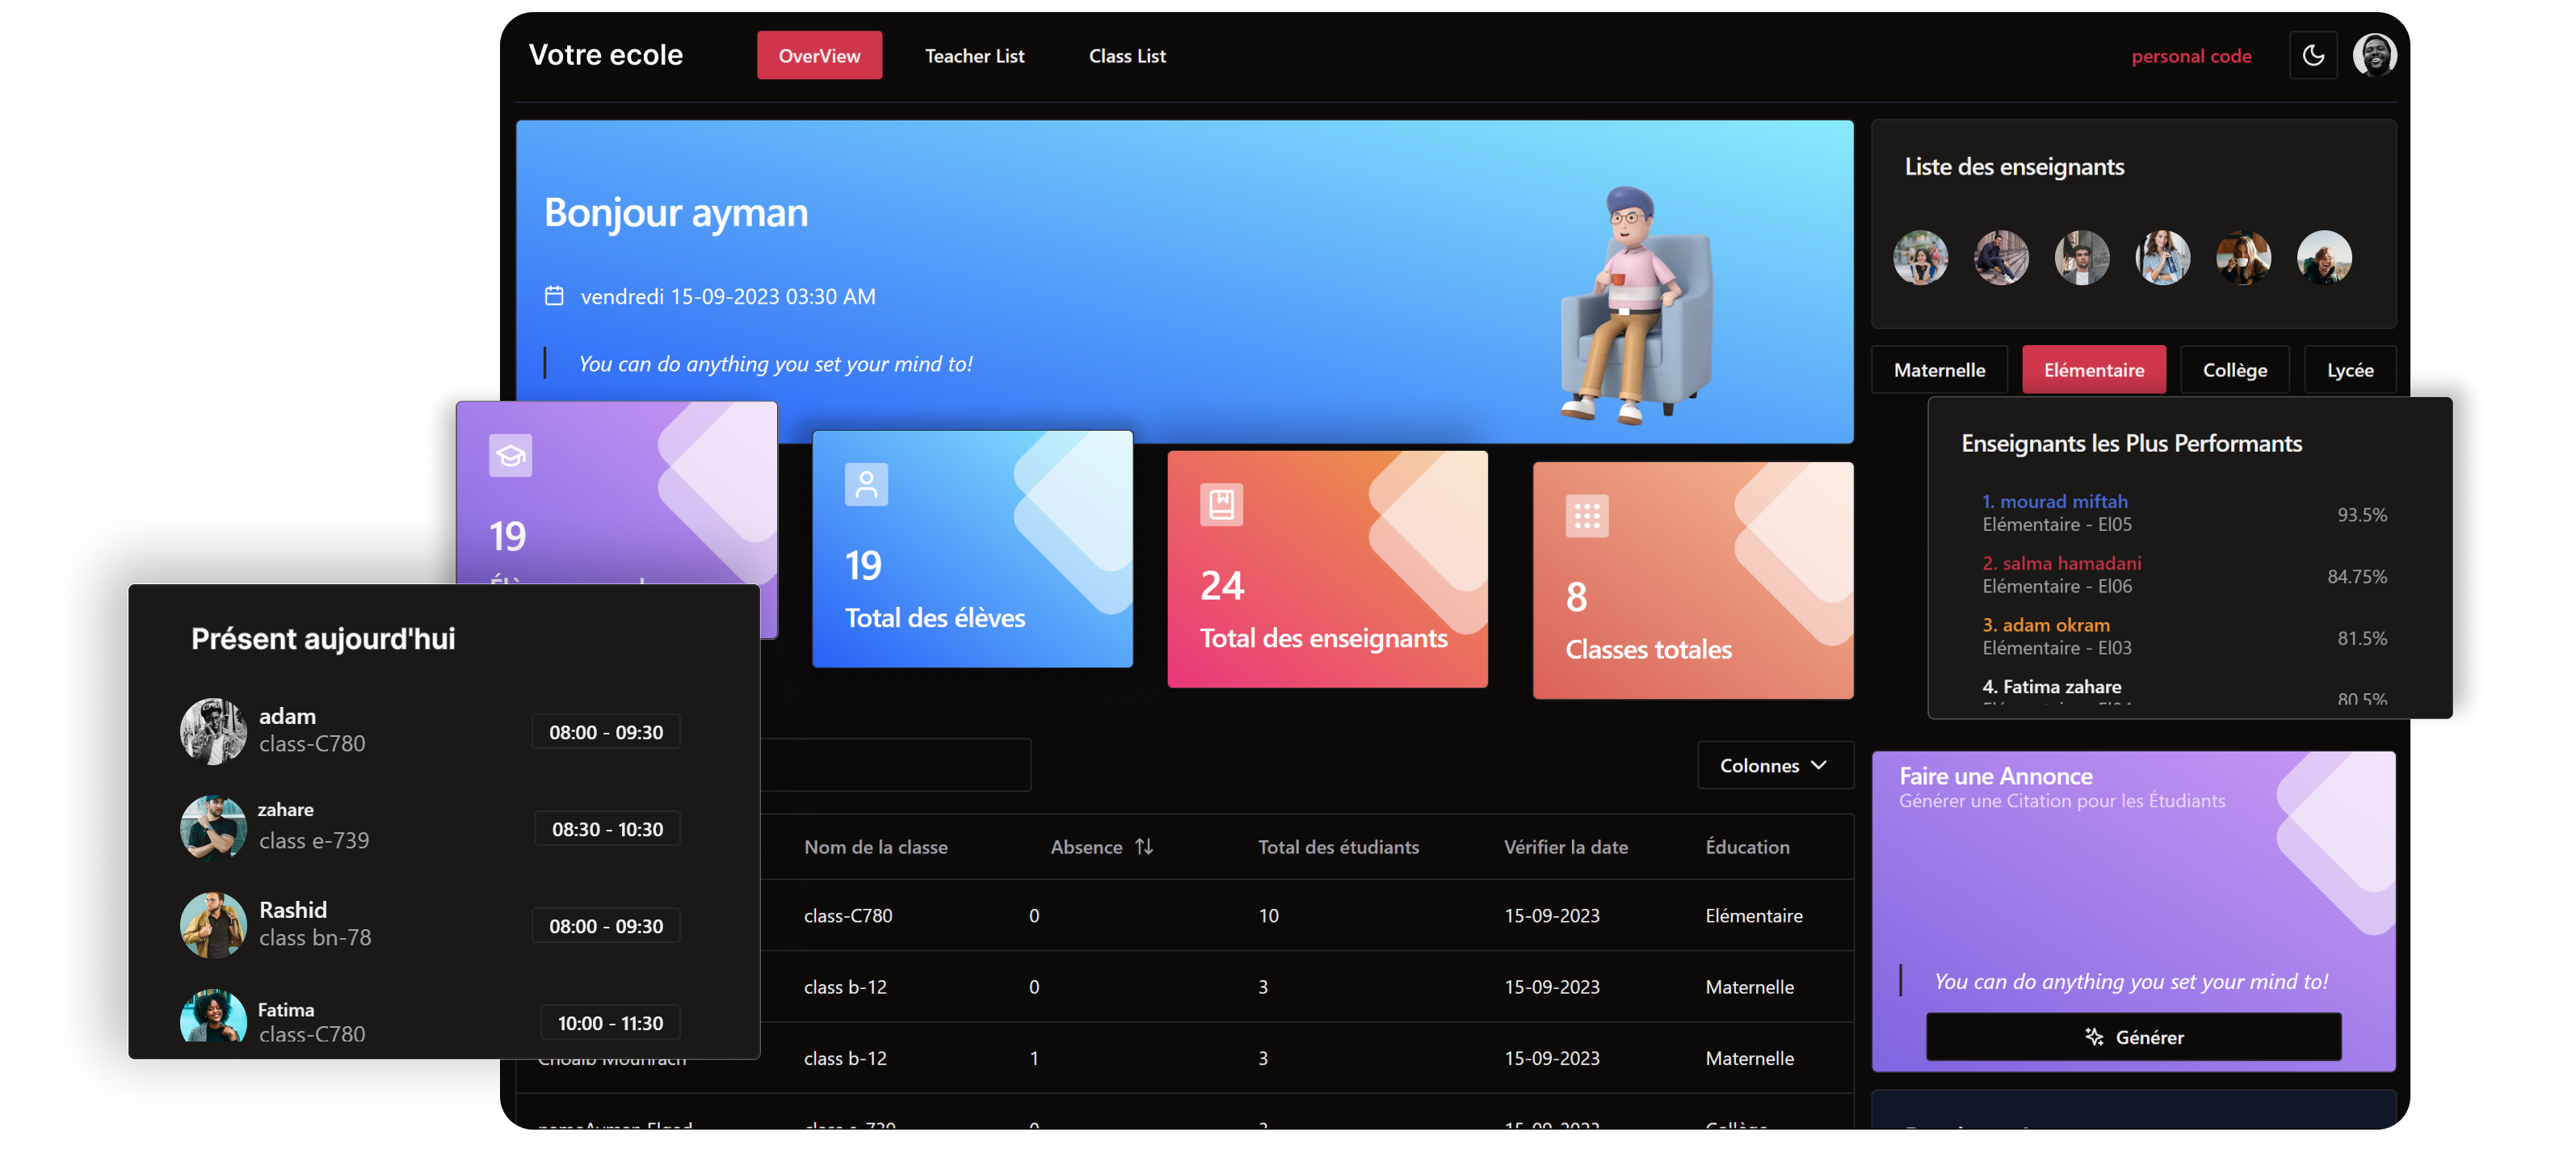 Votre ecole
OverView
Teacher List
Class List
personal code
Bonjour ayman
vendredi 15-09-2023 03:30 AM
You can do anything you set your mind to!
Liste des enseignants
Maternelle
Elémentaire
Collège
Lycée
Enseignants les Plus Performants
1. mourad miftah
Elémentaire - El05
93.5%
2. salma hamadani
Elémentaire - El06
84.75%
3. adam okram
Elémentaire - El03
81.5%
4. Fatima zahare
80.5%
19
19
Total des élèves
24
Total des enseignants
8
Classes totales
Présent aujourd'hui
adam
class-C780
08:00 - 09:30
zahare
class e-739
08:30 - 10:30
Rashid
class bn-78
08:00 - 09:30
Fatima
class-C780
10:00 - 11:30
Colonnes
Nom de la classe
Absence
Total des étudiants
Vérifier la date
Éducation
class-C780
0
10
15-09-2023
Elémentaire
class b-12
0
3
15-09-2023
Maternelle
class b-12
1
3
15-09-2023
Maternelle
Faire une Annonce
Générer une Citation pour les Étudiants
You can do anything you set your mind to!
Générer